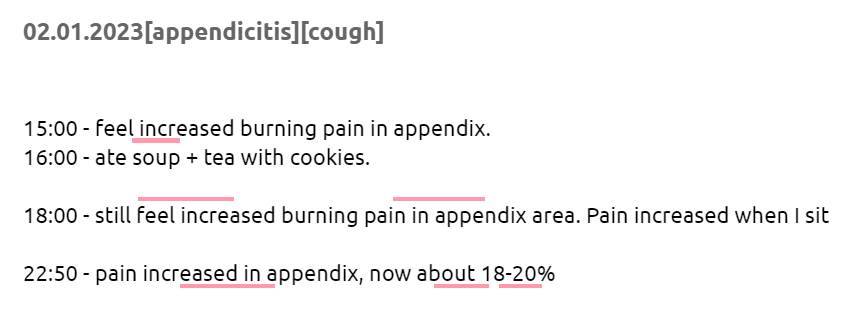 02.01.2023[appendicitis][cough]
15:00 - feel increased burning pain in appendix.
16:00 - ate soup + tea with cookies.
18:00 - still feel increased burning pain in appendix area. Pain increased when I sit
22:50 - pain increased in appendix, now about 18-20%